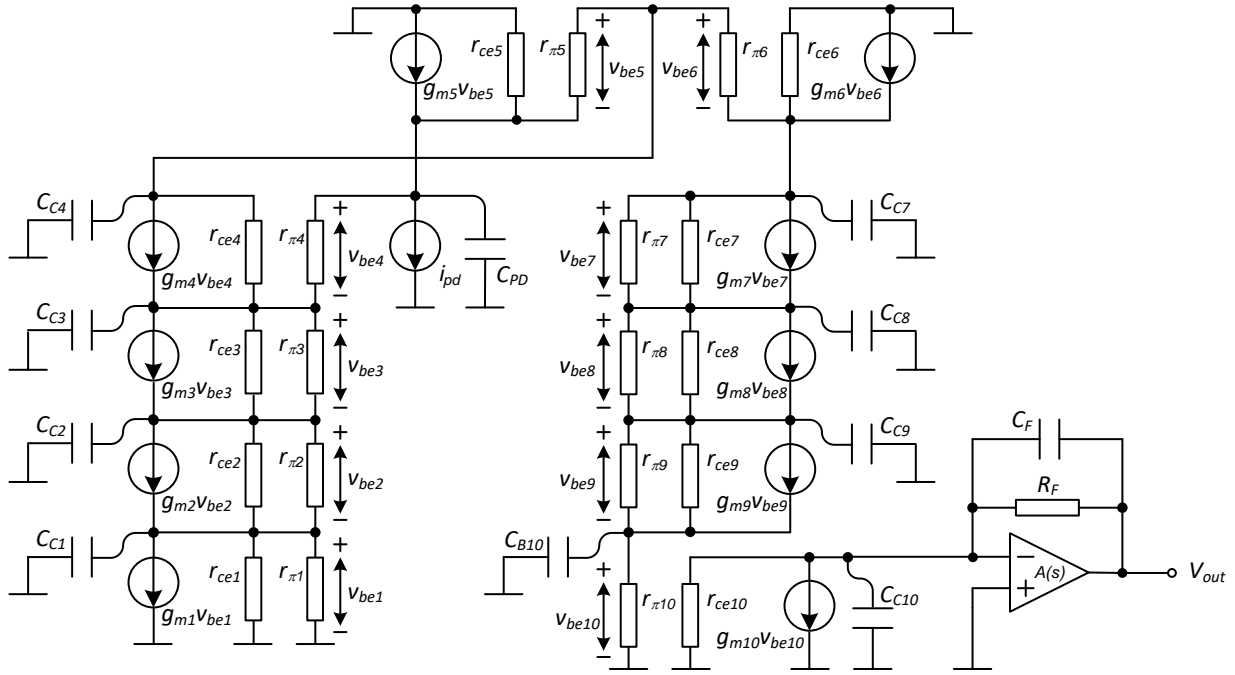 + + 
r_ce5 r_π5 v_be5 v_be6 r_π6 r_ce6
g_m5v_be5 − − g_m6v_be6
C_C4 + + C_C7
r_ce4 r_π4 v_be4 i_pd C_PD v_be7 r_π7 r_ce7
g_m4v_be4 − − g_m7v_be7
C_C3 + + C_C8
r_ce3 r_π3 v_be3 v_be8 r_π8 r_ce8
g_m3v_be3 − − g_m8v_be8
C_C2 + + C_C9 C_F
r_ce2 r_π2 v_be2 v_be9 r_π9 r_ce9
g_m2v_be2 − − g_m9v_be9 R_F
C_C1 + C_B10
r_ce1 r_π1 v_be1 + − A(s) V_out
g_m1v_be1 − v_be10 r_π10 r_ce10 C_C10 +
− g_m10v_be10